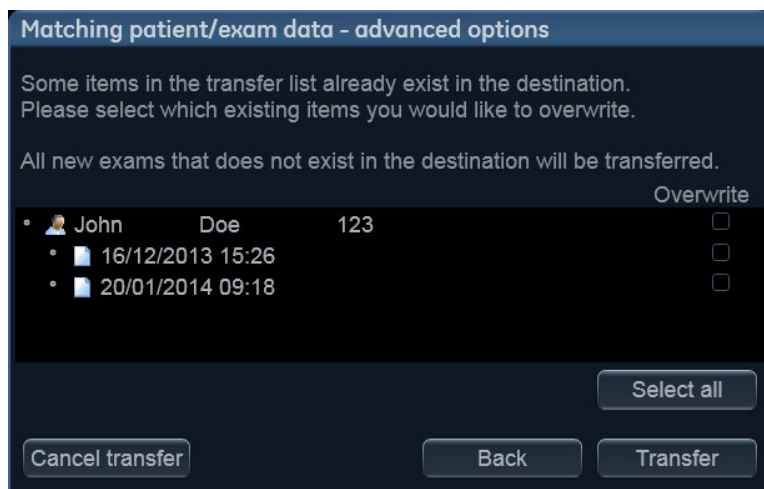 Matching patient/exam data - advanced options
Some items in the transfer list already exist in the destination.
Please select which existing items you would like to overwrite.
All new exams that does not exist in the destination will be transferred.
Overwrite
John Doe 123
16/12/2013 15:26
20/01/2014 09:18
Select all
Cancel transfer Back Transfer